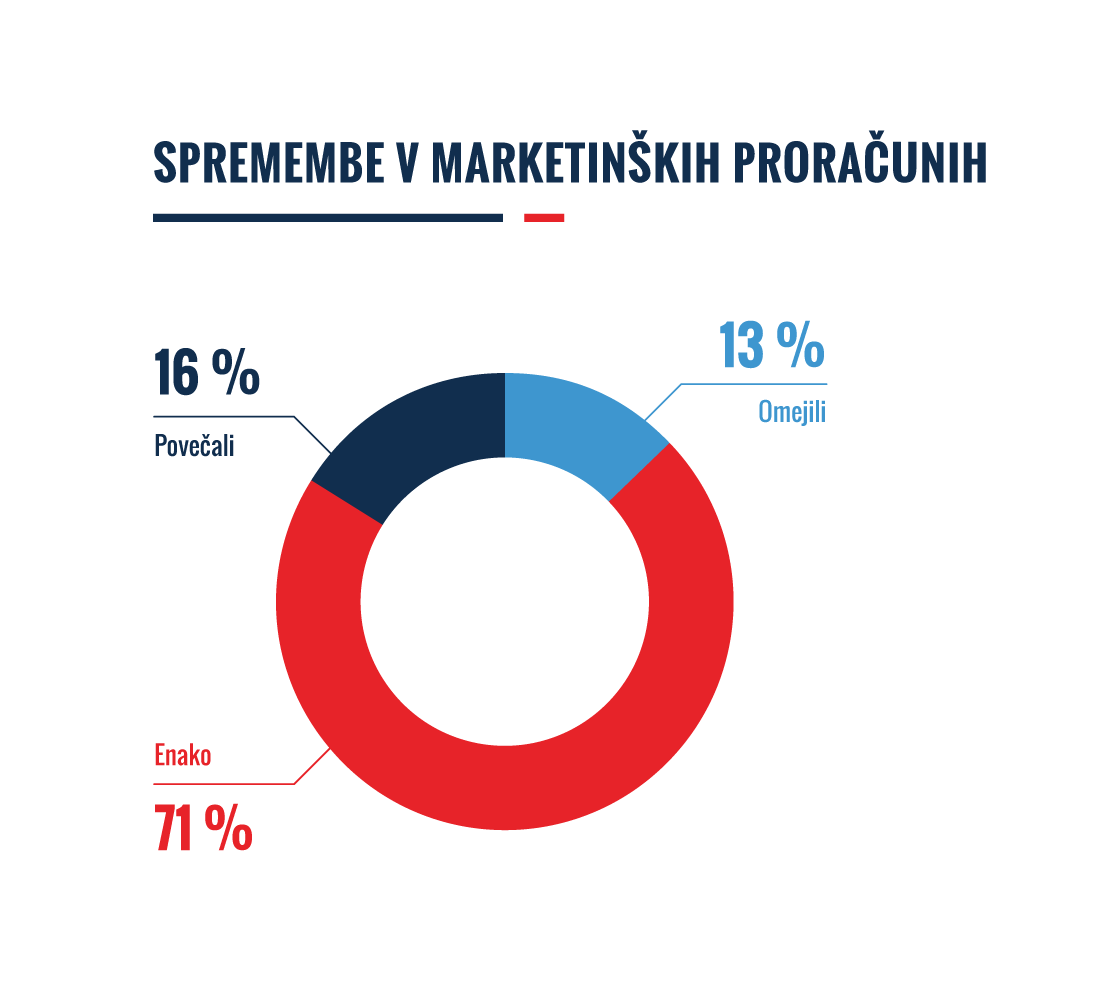 SPREMEMBE V MARKETINŠKIH PRORAČUNIH
13 %
Omejili
16 %
Povečali
Enako
71 %